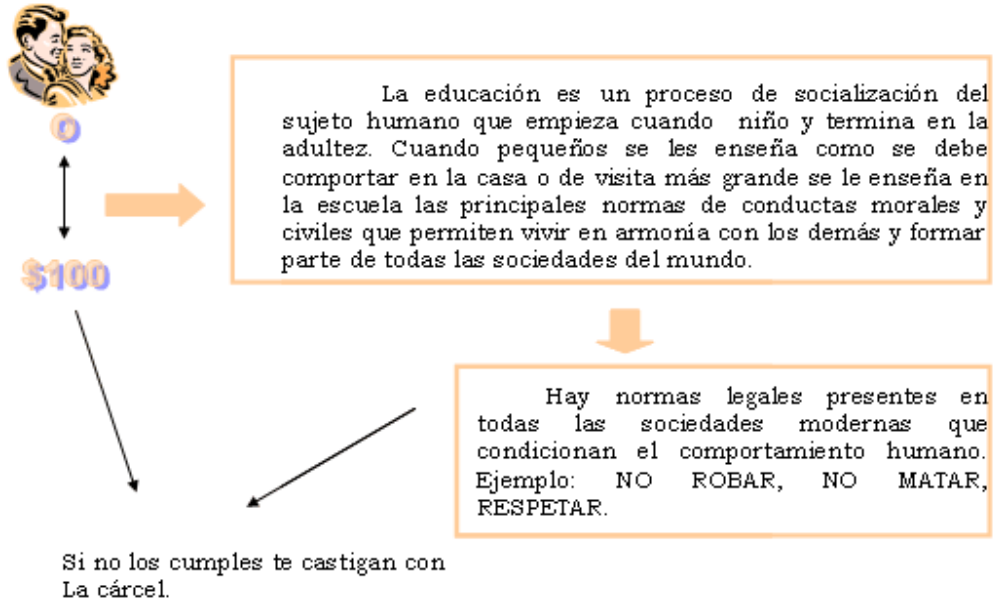 O
$100
La educación es un proceso de socialización del
sujeto humano que empieza cuando niño y termina en la
adultez. Cuando pequeños se les enseña como se debe
comportar en la casa o de visita más grande se le enseña en
la escuela las principales normas de conductas morales y
civiles que permiten vivir en armonía con los demás y formar
parte de todas las sociedades del mundo.
Hay normas legales presentes en
todas las sociedades modernas que
condicionan el comportamiento humano.
Ejemplo: NO ROBAR, NO MATAR,
RESPETAR.
Si no los cumples te castigan con
La cárcel.